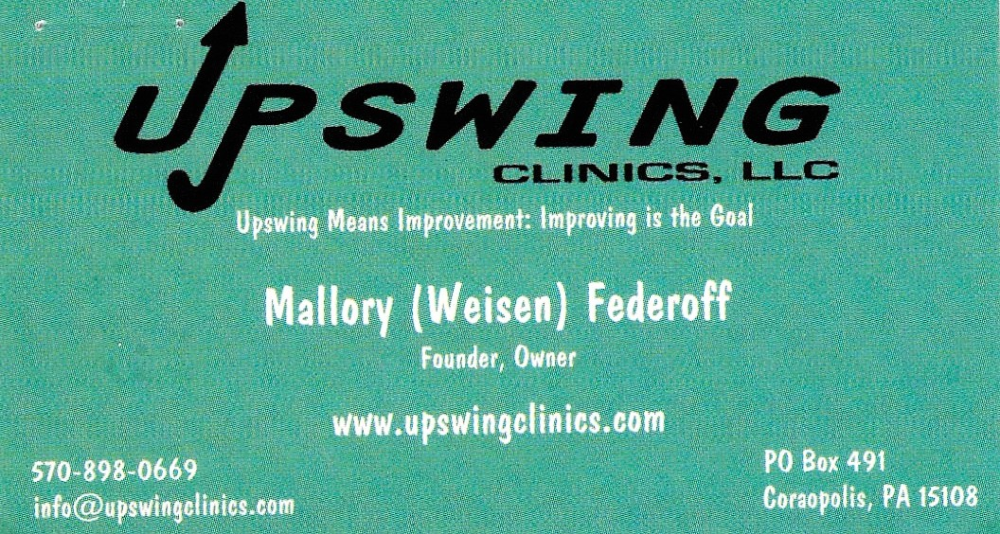 UPSWING
CLINICS, LLC
Upswing Means Improvement: Improving is the Goal
Mallory (Weisen) Federoff
Founder, Owner
www.upswingclinics.com
570-898-0669
info@upswingclinics.com
PO Box 491
Coraopolis, PA 15108